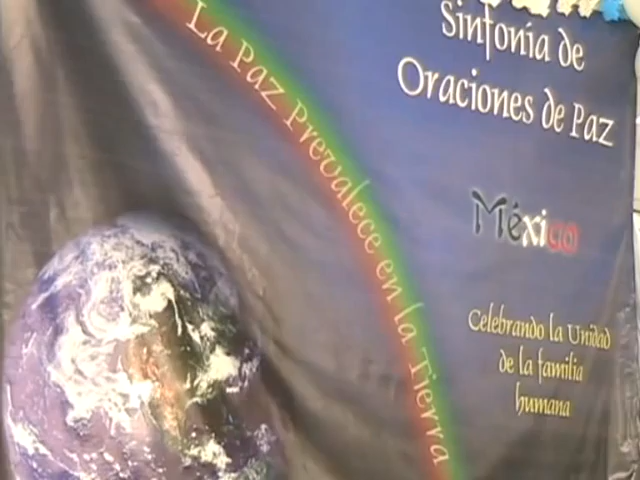 Sinfonía de
Oraciones de Paz
La Paz Prevalece en la Tierra
México
Celebrando la Unidad
de la familia
humana